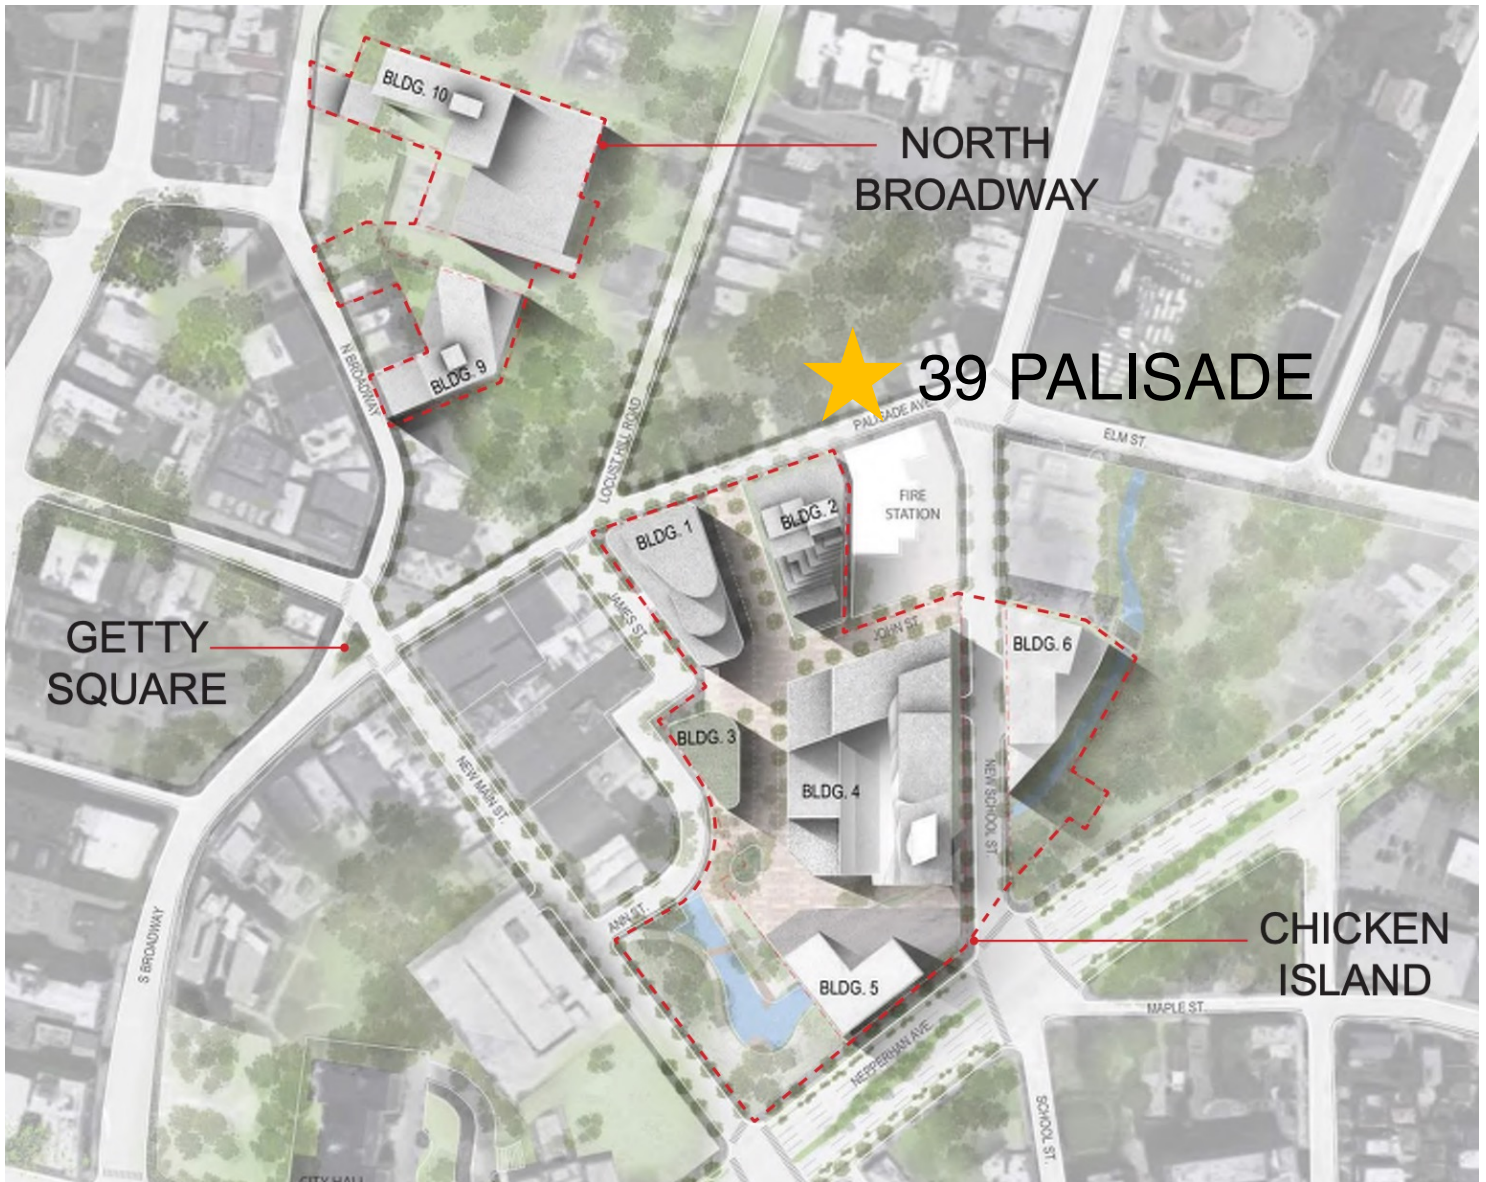 BLDG. 10
NORTH
BROADWAY
N BROADWAY
BLDG. 9
39 PALISADE
PALISADE AVE
ELM ST.
LOCUST HILL ROAD
FIRE
STATION
BLDG. 2
BLDG. 1
JAMES ST.
JOHN ST.
GETTY
SQUARE
BLDG. 6
BLDG. 3
NEW MAIN ST.
BLDG. 4
NEW SCHOOL ST.
ANN ST.
S BROADWAY
CHICKEN
ISLAND
BLDG. 5
MAPLE ST.
NEPPERHAN AVE.
SCHOOL ST.
CITY HALL